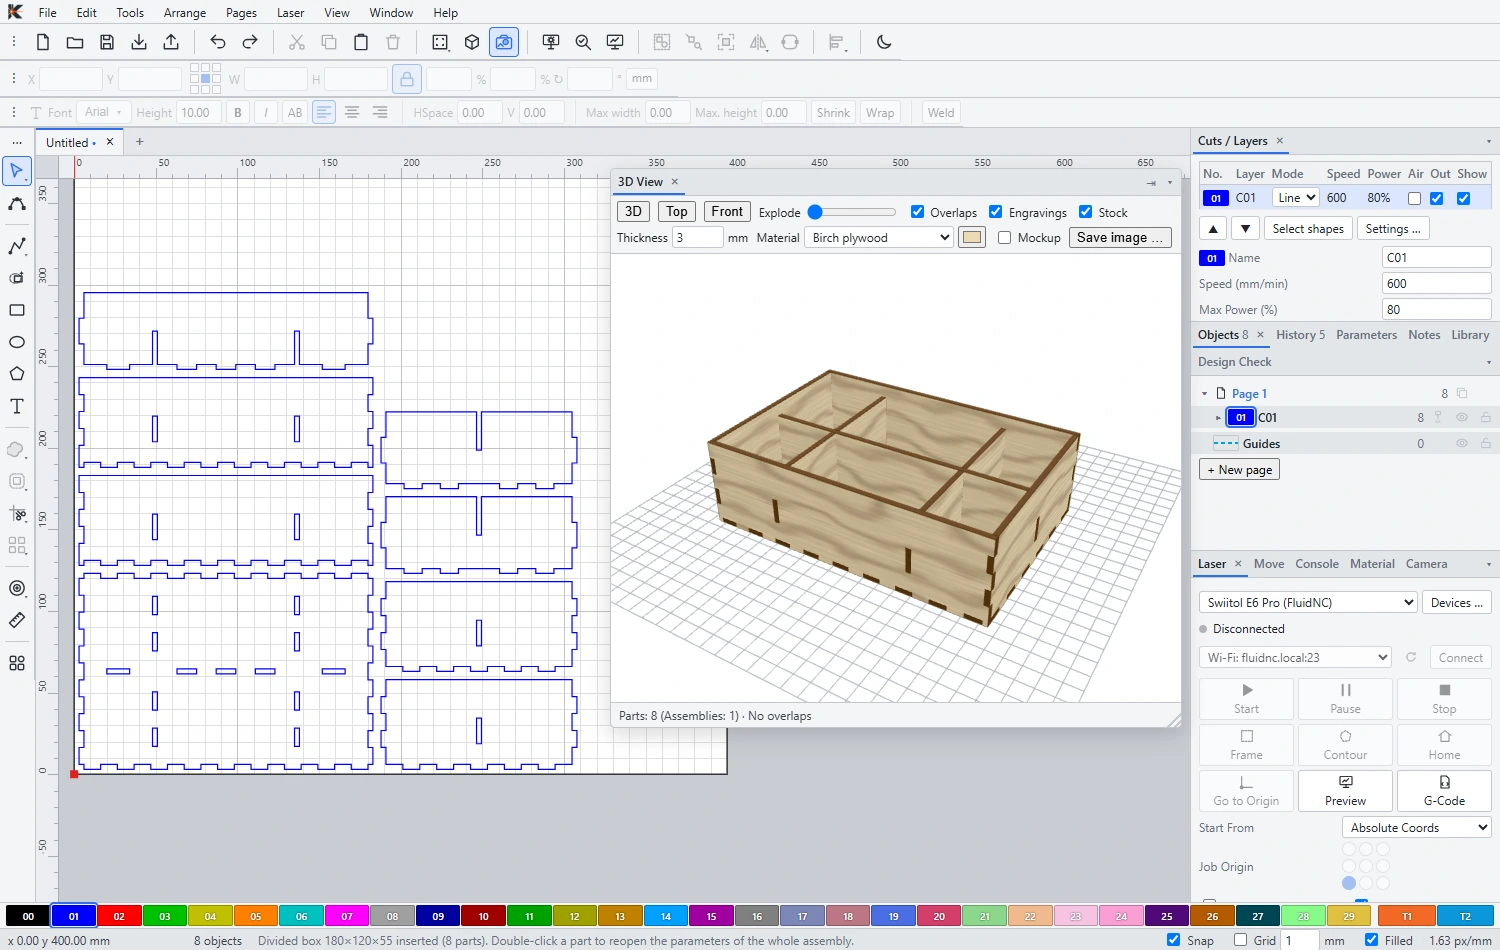 File Edit Tools Arrange Pages Laser View Window Help
X Y W H % % ° mm
Font Arial Height 10.00 B I AB HSpace 0.00 V 0.00 Max width 0.00 Max. height 0.00 Shrink Wrap Weld
Untitled • × +
0 50 100 150 200 250 300 350 400 450 500 550 600 650
350
300
250
200
150
100
50
0
-50
3D View ×
3D Top Front Explode Overlaps Engravings Stock
Thickness 3 mm Material Birch plywood Mockup Save image ...
Parts: 8 (Assemblies: 1) · No overlaps
Cuts / Layers ×
No. Layer Mode Speed Power Air Out Show
01 C01 Line 600 80%
▲ ▼ Select shapes Settings ...
01 Name C01
Speed (mm/min) 600
Max Power (%) 80
Objects 8 × History 5 Parameters Notes Library
Design Check
Page 1 8
01 C01 8
Guides 0
+ New page
Laser × Move Console Material Camera
Swiitol E6 Pro (FluidNC) Devices ...
Disconnected
Wi-Fi: fluidnc.local:23 Connect
Start Pause Stop
Frame Contour Home
Go to Origin Preview G-Code
Start From Absolute Coords
Job Origin
00 01 02 03 04 05 06 07 08 09 10 11 12 13 14 15 16 17 18 19 20 21 22 23 24 25 26 27 28 29 T1 T2
x 0.00 y 400.00 mm 8 objects Divided box 180×120×55 inserted (8 parts). Double-click a part to reopen the parameters of the whole assembly. Snap Grid 1 mm Filled 1.63 px/mm